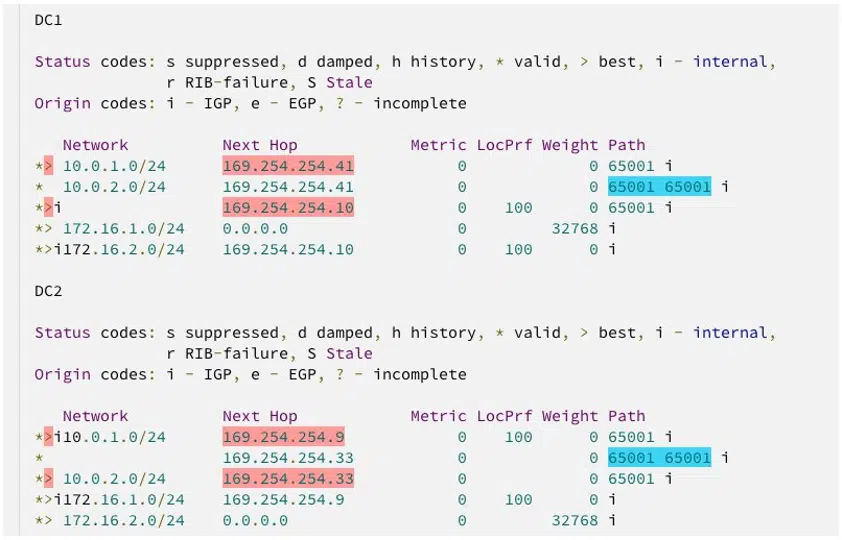 DC1
Status codes: s suppressed, d damped, h history, * valid, > best, i - internal,
r RIB-failure, S Stale
Origin codes: i - IGP, e - EGP, ? - incomplete
Network Next Hop Metric LocPrf Weight Path
*> 10.0.1.0/24 169.254.254.41 0 0 65001 i
* 10.0.2.0/24 169.254.254.41 0 0 65001 65001 i
*>i 169.254.254.10 0 100 0 65001 i
*> 172.16.1.0/24 0.0.0.0 0 32768 i
*>i172.16.2.0/24 169.254.254.10 0 100 0 i
DC2
Status codes: s suppressed, d damped, h history, * valid, > best, i - internal,
r RIB-failure, S Stale
Origin codes: i - IGP, e - EGP, ? - incomplete
Network Next Hop Metric LocPrf Weight Path
*>i10.0.1.0/24 169.254.254.9 0 100 0 65001 i
* 169.254.254.33 0 0 65001 65001 i
*> 10.0.2.0/24 169.254.254.33 0 0 65001 i
*>i172.16.1.0/24 169.254.254.9 0 100 0 i
*> 172.16.2.0/24 0.0.0.0 0 32768 i